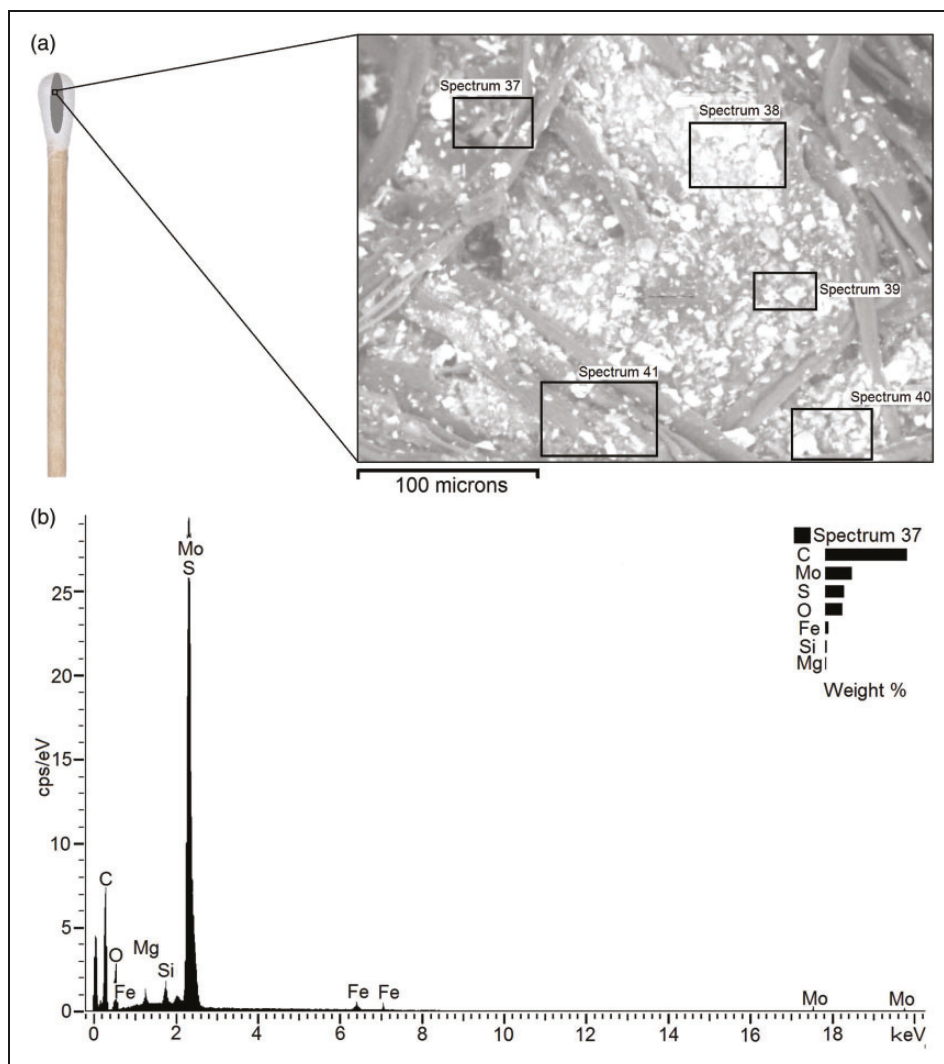 (a)
Spectrum 37
Spectrum 38
Spectrum 39
Spectrum 41
Spectrum 40
100 microns
(b)
Spectrum 37
C
Mo
S
O
Fe
Si
Mg
Weight %
Mo
S
C
O
Fe
Mg
Si
Fe
Fe
Mo
Mo
cps/eV
25
20
15
10
5
0
0 2 4 6 8 10 12 14 16 18 keV